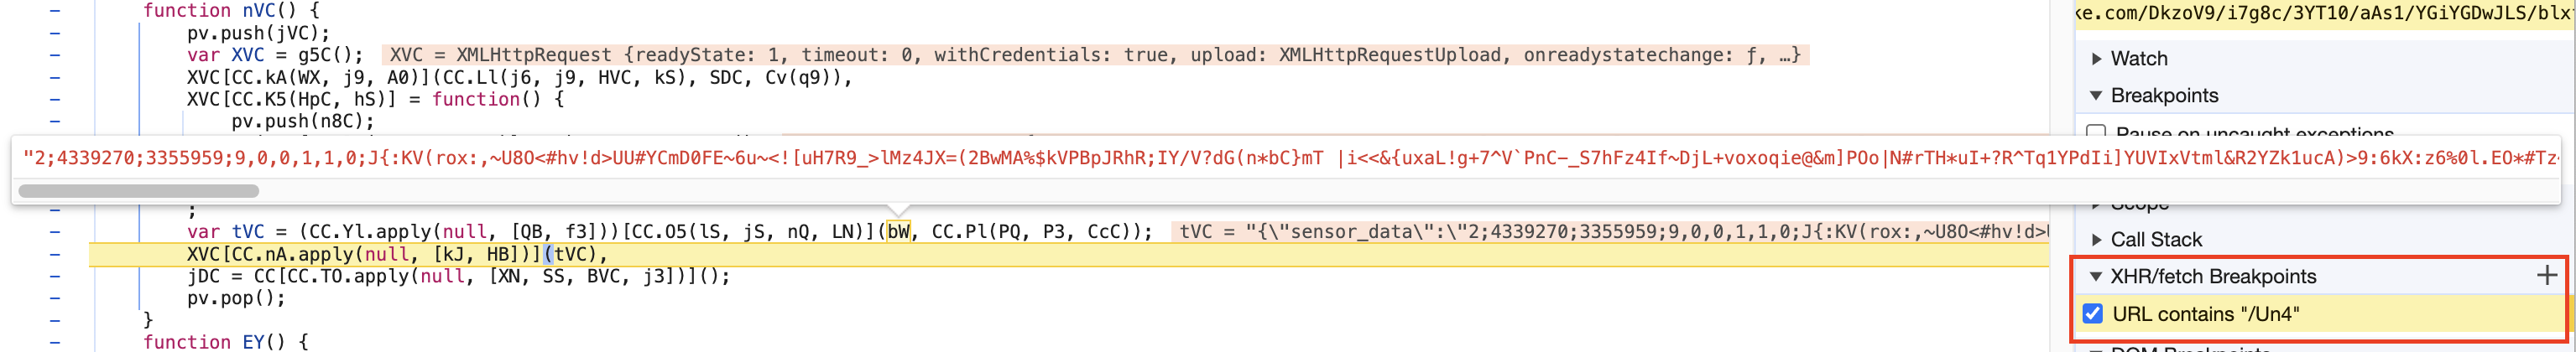 function nVC() {
pv.push(jVC);
var XVC = g5C(); XVC = XMLHttpRequest {readyState: 1, timeout: 0, withCredentials: true, upload: XMLHttpRequestUpload, onreadystatechange: ƒ, …}
XVC[CC.kA(WX, j9, A0)](CC.Ll(j6, j9, HVC, kS), SDC, Cv(q9)),
XVC[CC.K5(HpC, hS)] = function() {
pv.push(n8C);
"2;4339270;3355959;9,0,0,1,1,0;J{:KV(rox:,~U8O<#hv!d>UU#YCmD0FE~6u~<![uH7R9_>lMz4JX=(2BwMA%$kVPBpJRhR;IY/V?dG(n*bC}mT |i<<&{uxaL!g+7^V`PnC-_S7hFz4If~DjL+voxoqie@&m]POo|N#rTH*uI+?R^Tq1YPdIi]YUVIxVtml&R2YZk1ucA)>9:6kX:z6%0l.EO*#Tz
;
var tVC = (CC.Yl.apply(null, [QB, f3]))[CC.O5(lS, jS, nQ, LN)](bW, CC.Pl(PQ, P3, CcC)); tVC = "{\"sensor_data\":\"2;4339270;3355959;9,0,0,1,1,0;J{:KV(rox:,~U8O<#hv!d>
XVC[CC.nA.apply(null, [kJ, HB])](tVC),
jDC = CC[CC.TO.apply(null, [XN, SS, BVC, j3])]();
pv.pop();
}
function EY() {
ke.com/DkzoV9/i7g8c/3YT10/aAs1/YGiYGDwJLS/blx
Watch
Breakpoints
Pause on uncaught exceptions
Scope
Call Stack
XHR/fetch Breakpoints +
URL contains "/Un4"
DOM Breakpoints